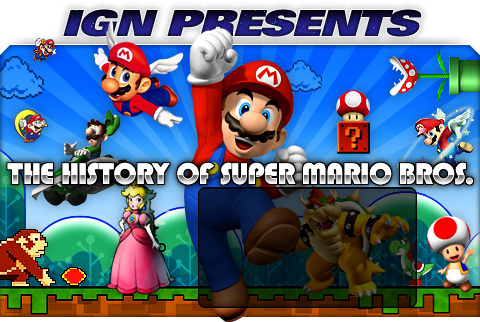 IGN PRESENTS
THE HISTORY OF SUPER MARIO BROS.